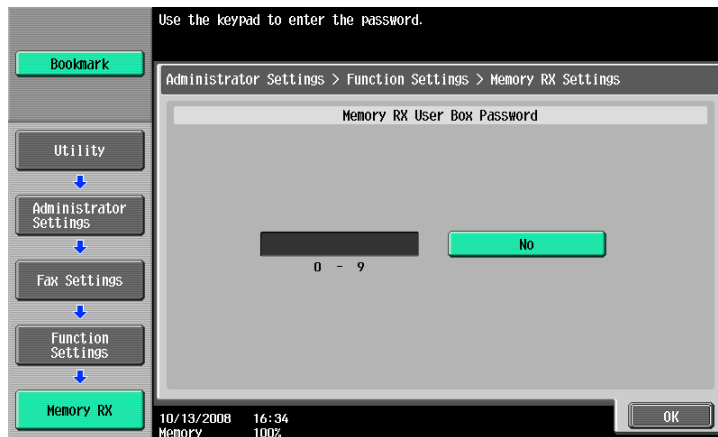 Use the keypad to enter the password.
Bookmark
Administrator Settings > Function Settings > Memory RX Settings
Memory RX User Box Password
Utility
Administrator
Settings
Fax Settings
Function
Settings
Memory RX
No
0 - 9
10/13/2008 16:34
Memory 100%
OK